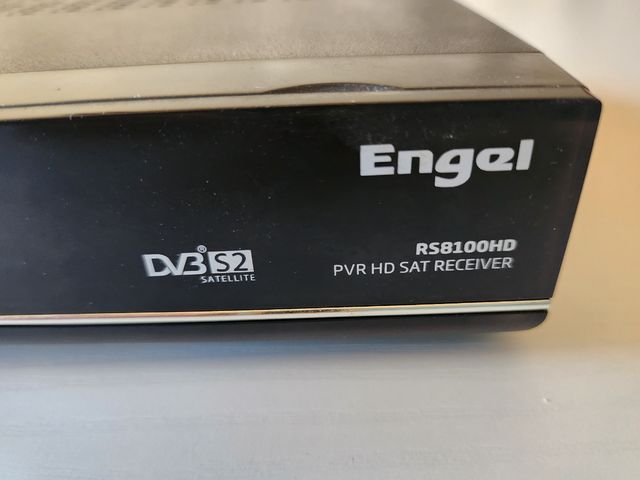 Engel
RS8100HD
PVR HD SAT RECEIVER
DVB® S2
SATELLITE